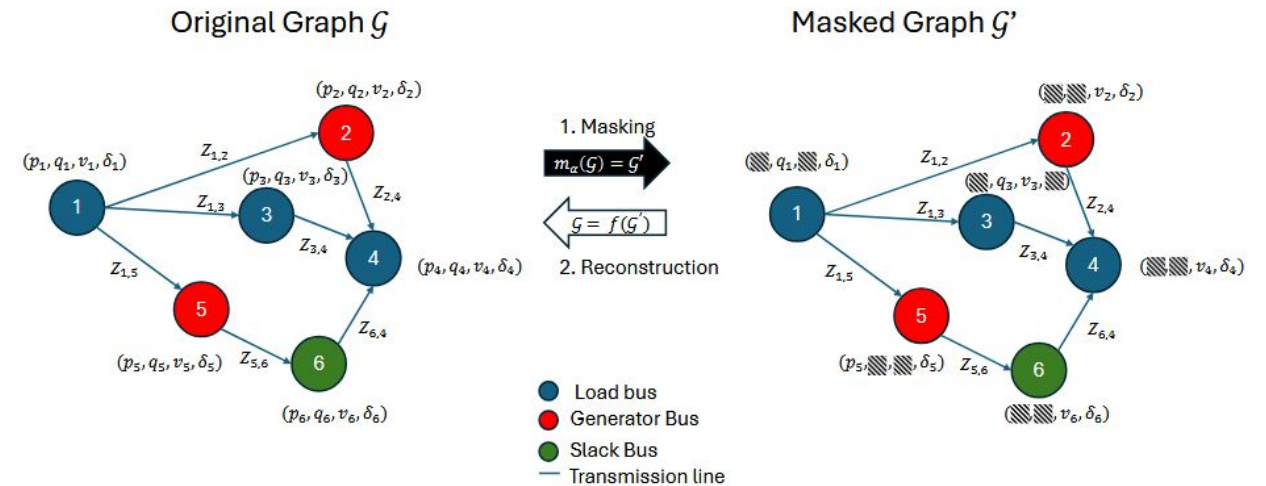 Original Graph 𝒢
Masked Graph 𝒢'
(p₂, q₂, v₂, δ₂)
2
Z₁,₂
(p₁, q₁, v₁, δ₁)
1
(p₃, q₃, v₃, δ₃)
Z₁,₃
3
Z₂,₄
Z₃,₄
4
(p₄, q₄, v₄, δ₄)
Z₁,₅
5
(p₅, q₅, v₅, δ₅)
Z₅,₆
6
Z₆,₄
(p₆, q₆, v₆, δ₆)
1. Masking
mα(𝒢) = 𝒢'
𝒢 = f(𝒢')
2. Reconstruction
( , , v₂, δ₂)
2
Z₁,₂
( , q₁, , δ₁)
1
( , q₃, v₃, )
Z₁,₃
3
Z₂,₄
Z₃,₄
4
( , , v₄, δ₄)
Z₁,₅
5
(p₅, , , δ₅)
Z₅,₆
6
Z₆,₄
( , , v₆, δ₆)
Load bus
Generator Bus
Slack Bus
Transmission line